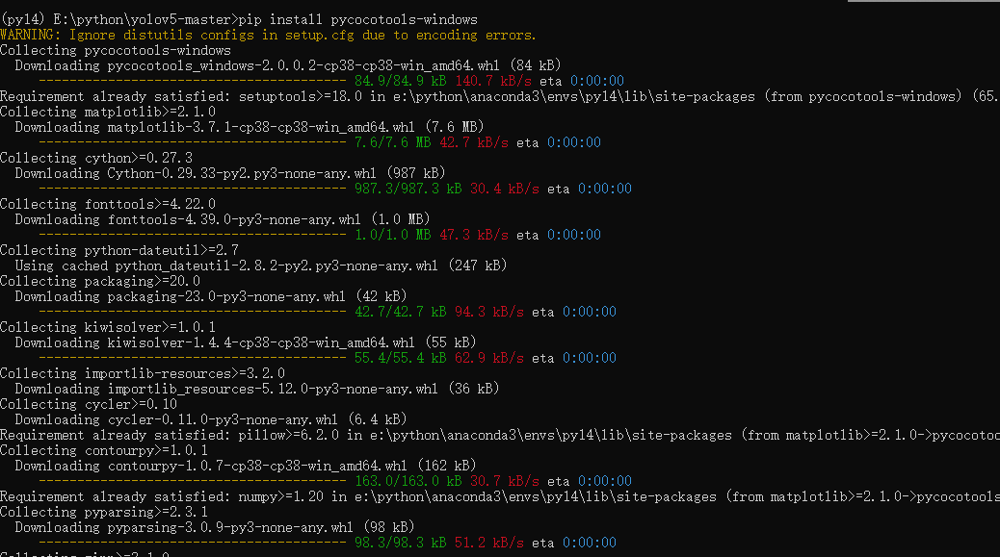 (py14) E:\python\yolov5-master>pip install pycocotools-windows
WARNING: Ignore distutils configs in setup.cfg due to encoding errors.
Collecting pycocotools-windows
Downloading pycocotools_windows-2.0.0.2-cp38-cp38-win_amd64.whl (84 kB)
---------------------------------------- 84.9/84.9 kB 140.7 kB/s eta 0:00:00
Requirement already satisfied: setuptools>=18.0 in e:\python\anaconda3\envs\py14\lib\site-packages (from pycocotools-windows) (65.
Collecting matplotlib>=2.1.0
Downloading matplotlib-3.7.1-cp38-cp38-win_amd64.whl (7.6 MB)
---------------------------------------- 7.6/7.6 MB 42.7 kB/s eta 0:00:00
Collecting cython>=0.27.3
Downloading Cython-0.29.33-py2.py3-none-any.whl (987 kB)
---------------------------------------- 987.3/987.3 kB 30.4 kB/s eta 0:00:00
Collecting fonttools>=4.22.0
Downloading fonttools-4.39.0-py3-none-any.whl (1.0 MB)
---------------------------------------- 1.0/1.0 MB 47.3 kB/s eta 0:00:00
Collecting python-dateutil>=2.7
Using cached python_dateutil-2.8.2-py2.py3-none-any.whl (247 kB)
Collecting packaging>=20.0
Downloading packaging-23.0-py3-none-any.whl (42 kB)
---------------------------------------- 42.7/42.7 kB 94.3 kB/s eta 0:00:00
Collecting kiwisolver>=1.0.1
Downloading kiwisolver-1.4.4-cp38-cp38-win_amd64.whl (55 kB)
---------------------------------------- 55.4/55.4 kB 62.9 kB/s eta 0:00:00
Collecting importlib-resources>=3.2.0
Downloading importlib_resources-5.12.0-py3-none-any.whl (36 kB)
Collecting cycler>=0.10
Downloading cycler-0.11.0-py3-none-any.whl (6.4 kB)
Requirement already satisfied: pillow>=6.2.0 in e:\python\anaconda3\envs\py14\lib\site-packages (from matplotlib>=2.1.0->pycocotoo
Collecting contourpy>=1.0.1
Downloading contourpy-1.0.7-cp38-cp38-win_amd64.whl (162 kB)
---------------------------------------- 163.0/163.0 kB 30.7 kB/s eta 0:00:00
Requirement already satisfied: numpy>=1.20 in e:\python\anaconda3\envs\py14\lib\site-packages (from matplotlib>=2.1.0->pycocotools
Collecting pyparsing>=2.3.1
Downloading pyparsing-3.0.9-py3-none-any.whl (98 kB)
---------------------------------------- 98.3/98.3 kB 51.2 kB/s eta 0:00:00